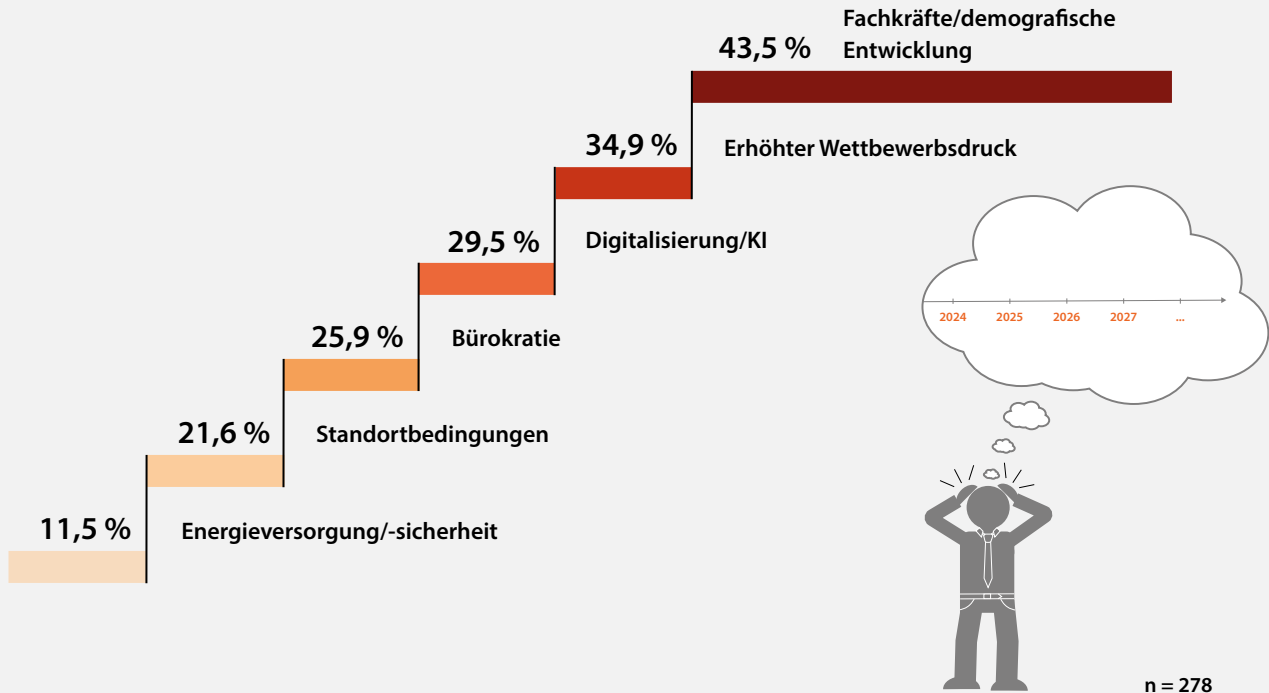 Fachkräfte/demografische
43,5 % Entwicklung
34,9 % Erhöhter Wettbewerbsdruck
29,5 % Digitalisierung/KI
25,9 % Bürokratie
21,6 % Standortbedingungen
11,5 % Energieversorgung/-sicherheit
2024 2025 2026 2027 ...
n = 278